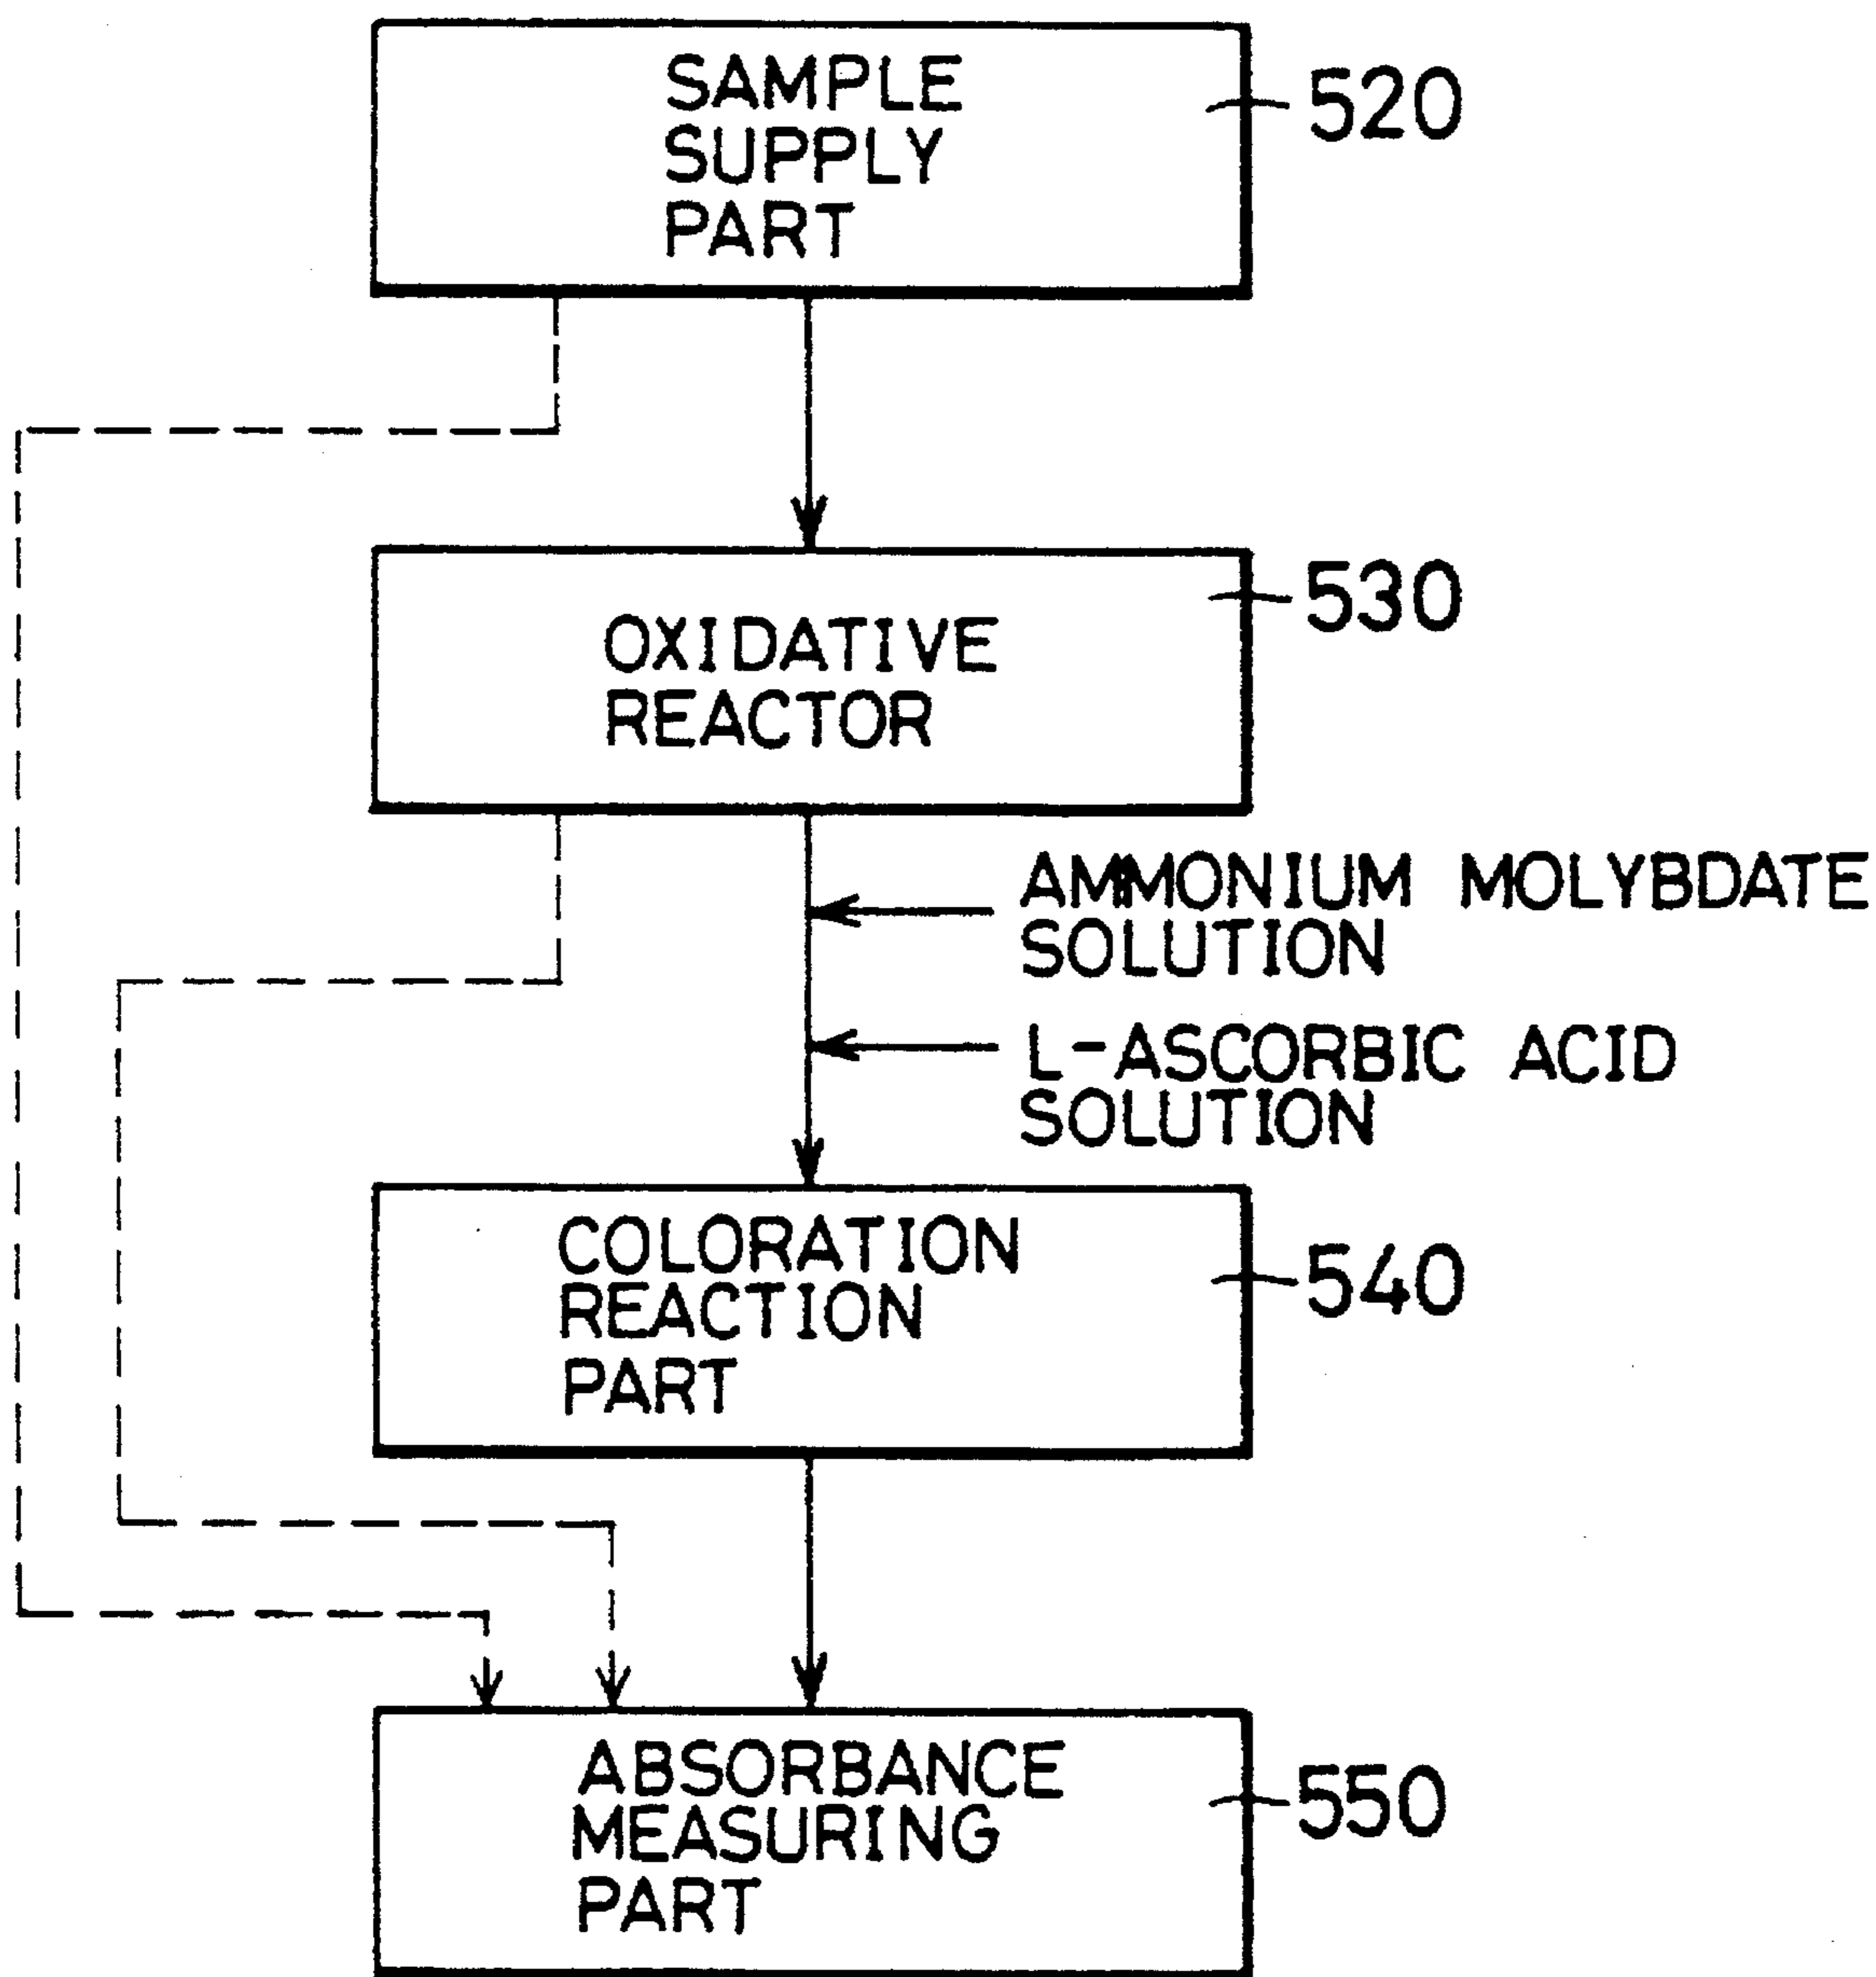 SAMPLE
SUPPLY
PART
520
OXIDATIVE
REACTOR
530
AMMONIUM MOLYBDATE
SOLUTION
L-ASCORBIC ACID
SOLUTION
COLORATION
REACTION
PART
540
ABSORBANCE
MEASURING
PART
550